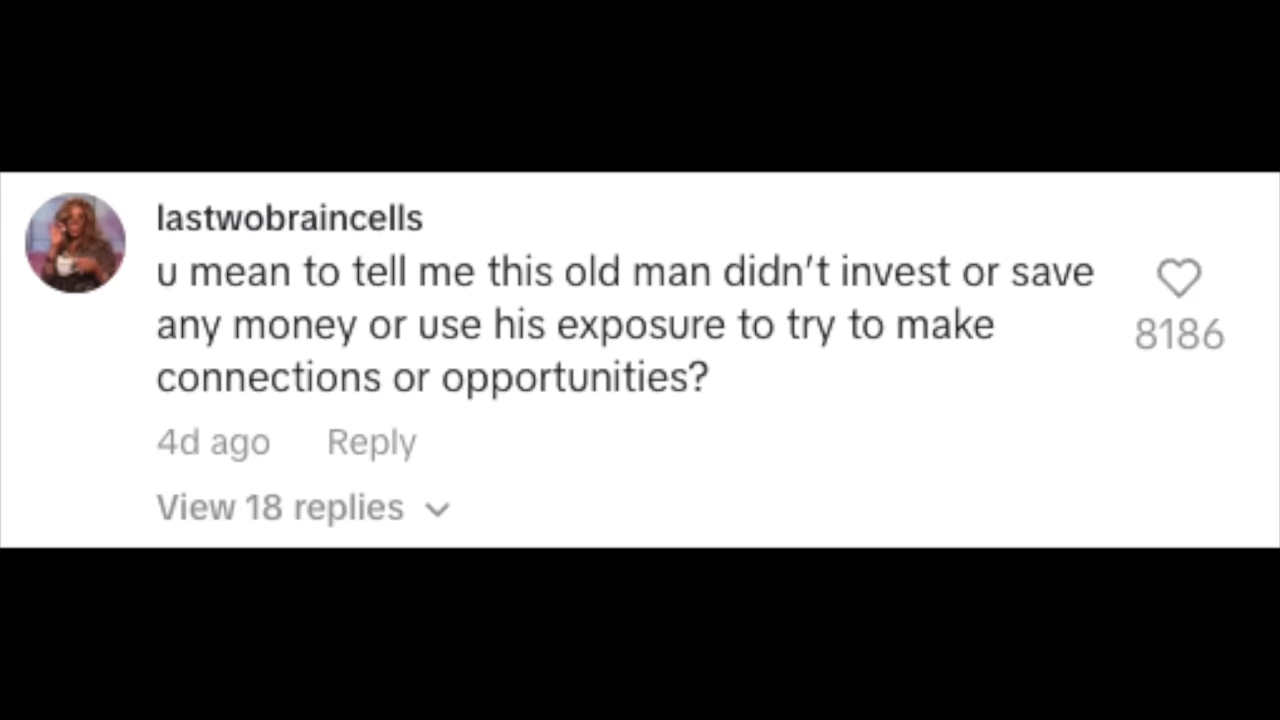 lastwobraincells
u mean to tell me this old man didn't invest or save
any money or use his exposure to try to make
connections or opportunities?
8186
4d ago Reply
View 18 replies